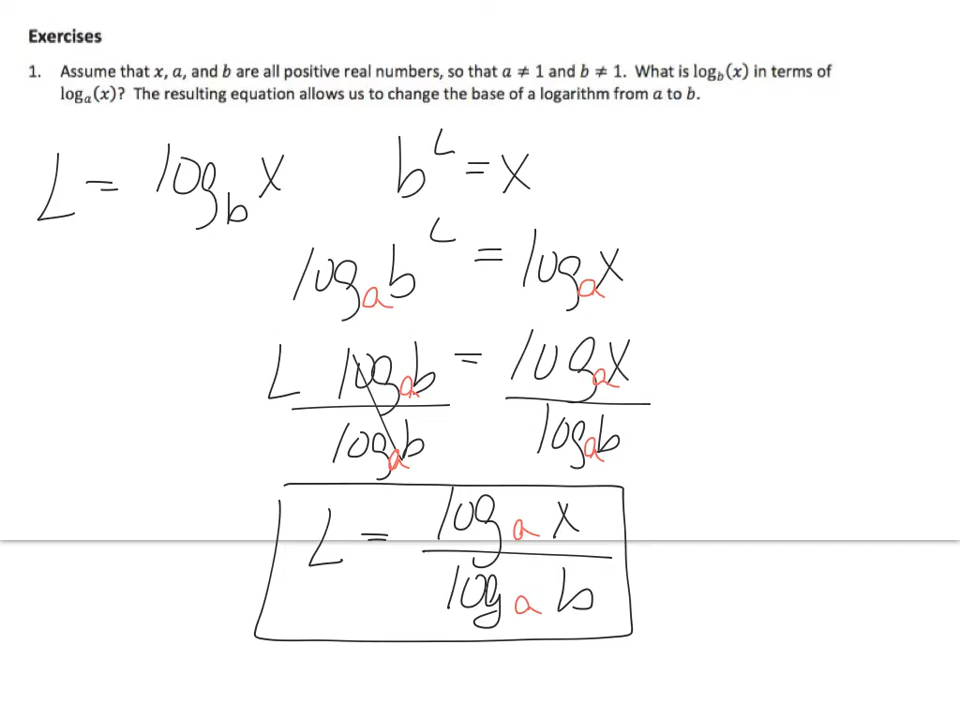 Exercises
1. Assume that x, a, and b are all positive real numbers, so that a ≠ 1 and b ≠ 1. What is log_b(x) in terms of
log_a(x)? The resulting equation allows us to change the base of a logarithm from a to b.
L = log_b x    b^L = x
log_a b^L = log_a x
L log_a b / log_a b = log_a x / log_a b
L = log_a x / log_a b